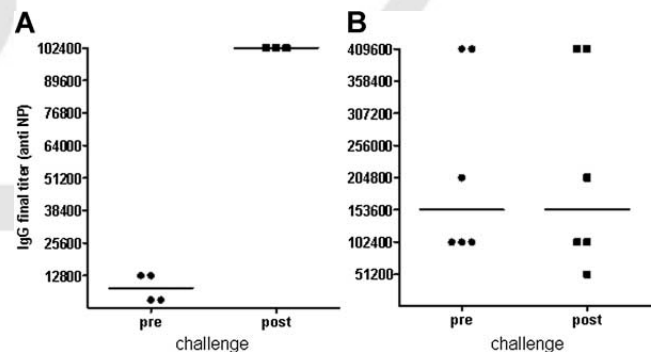 A
IgG final titer (anti NP)
102400
89600
76800
64000
51200
38400
25600
12800
pre post
challenge
B
409600
358400
307200
256000
204800
153600
102400
51200
pre post
challenge